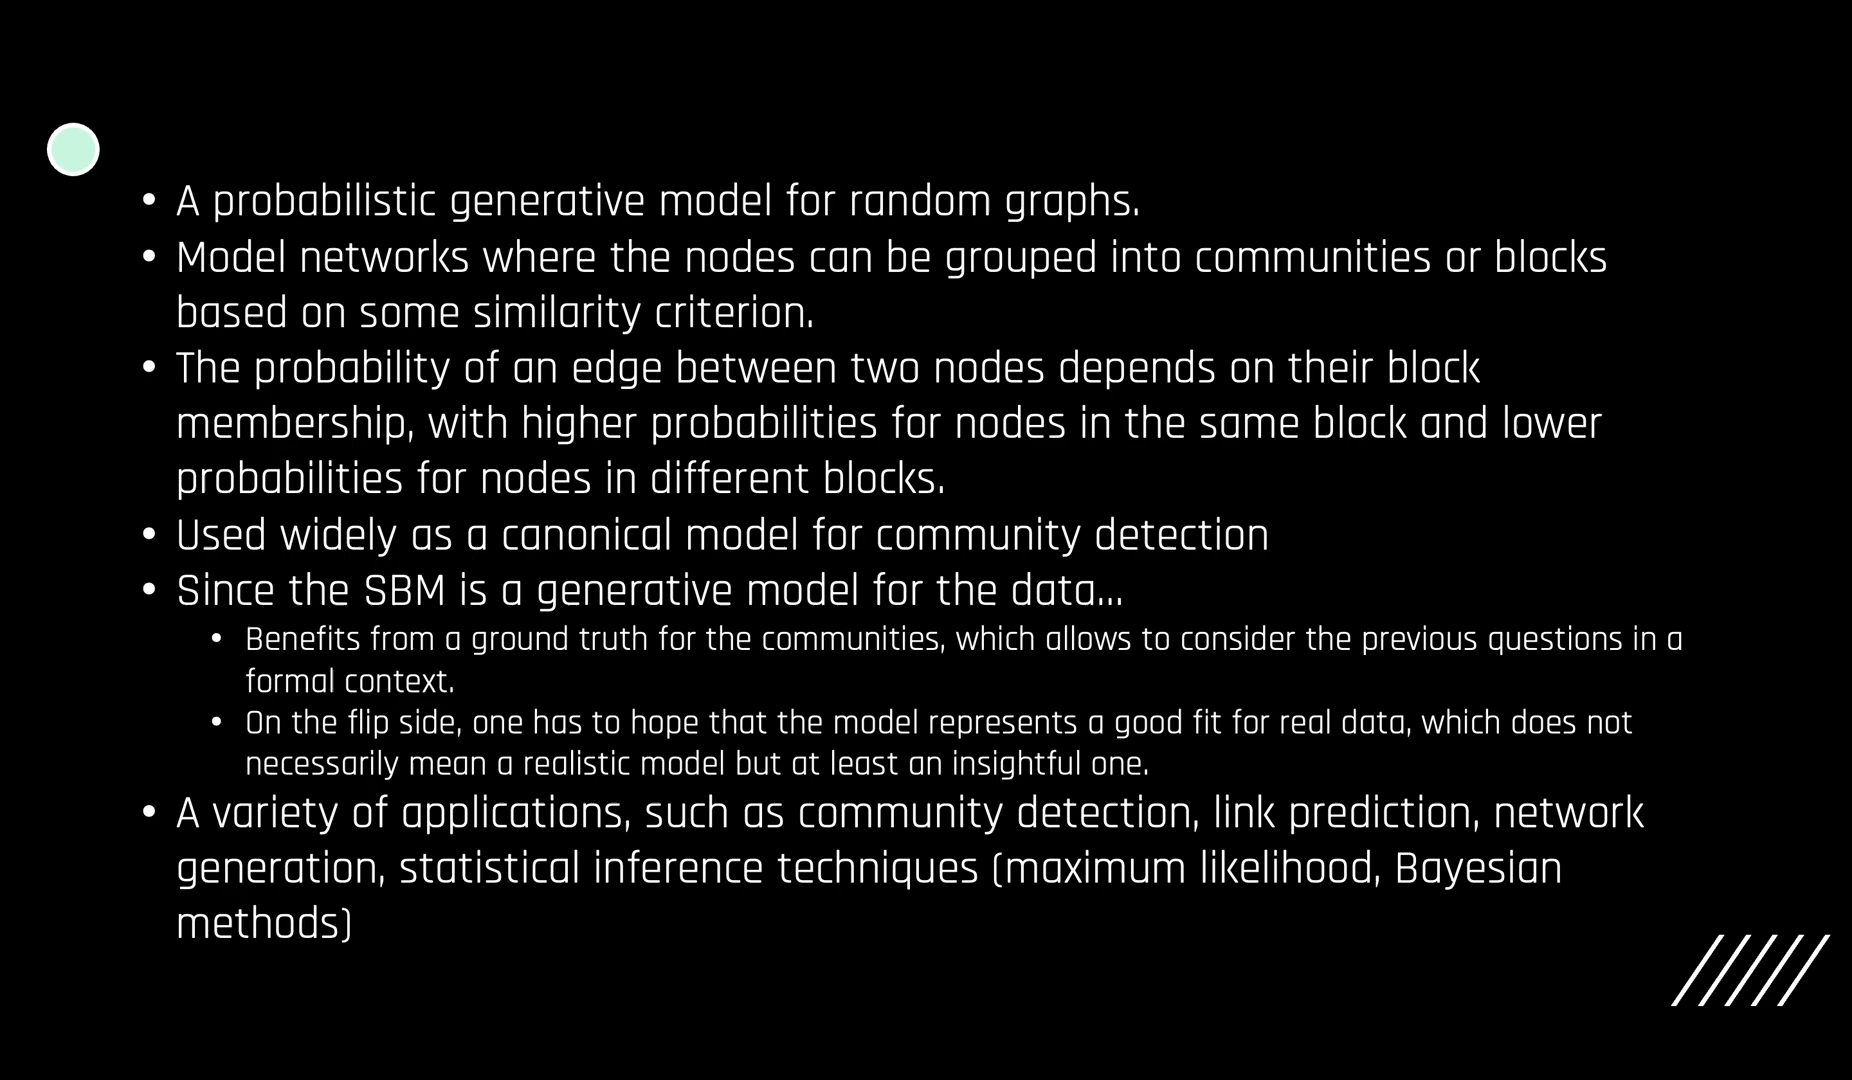 • A probabilistic generative model for random graphs.
• Model networks where the nodes can be grouped into communities or blocks
based on some similarity criterion.
• The probability of an edge between two nodes depends on their block
membership, with higher probabilities for nodes in the same block and lower
probabilities for nodes in different blocks.
• Used widely as a canonical model for community detection
• Since the SBM is a generative model for the data...
• Benefits from a ground truth for the communities, which allows to consider the previous questions in a
formal context.
• On the flip side, one has to hope that the model represents a good fit for real data, which does not
necessarily mean a realistic model but at least an insightful one.
• A variety of applications, such as community detection, link prediction, network
generation, statistical inference techniques (maximum likelihood, Bayesian
methods)